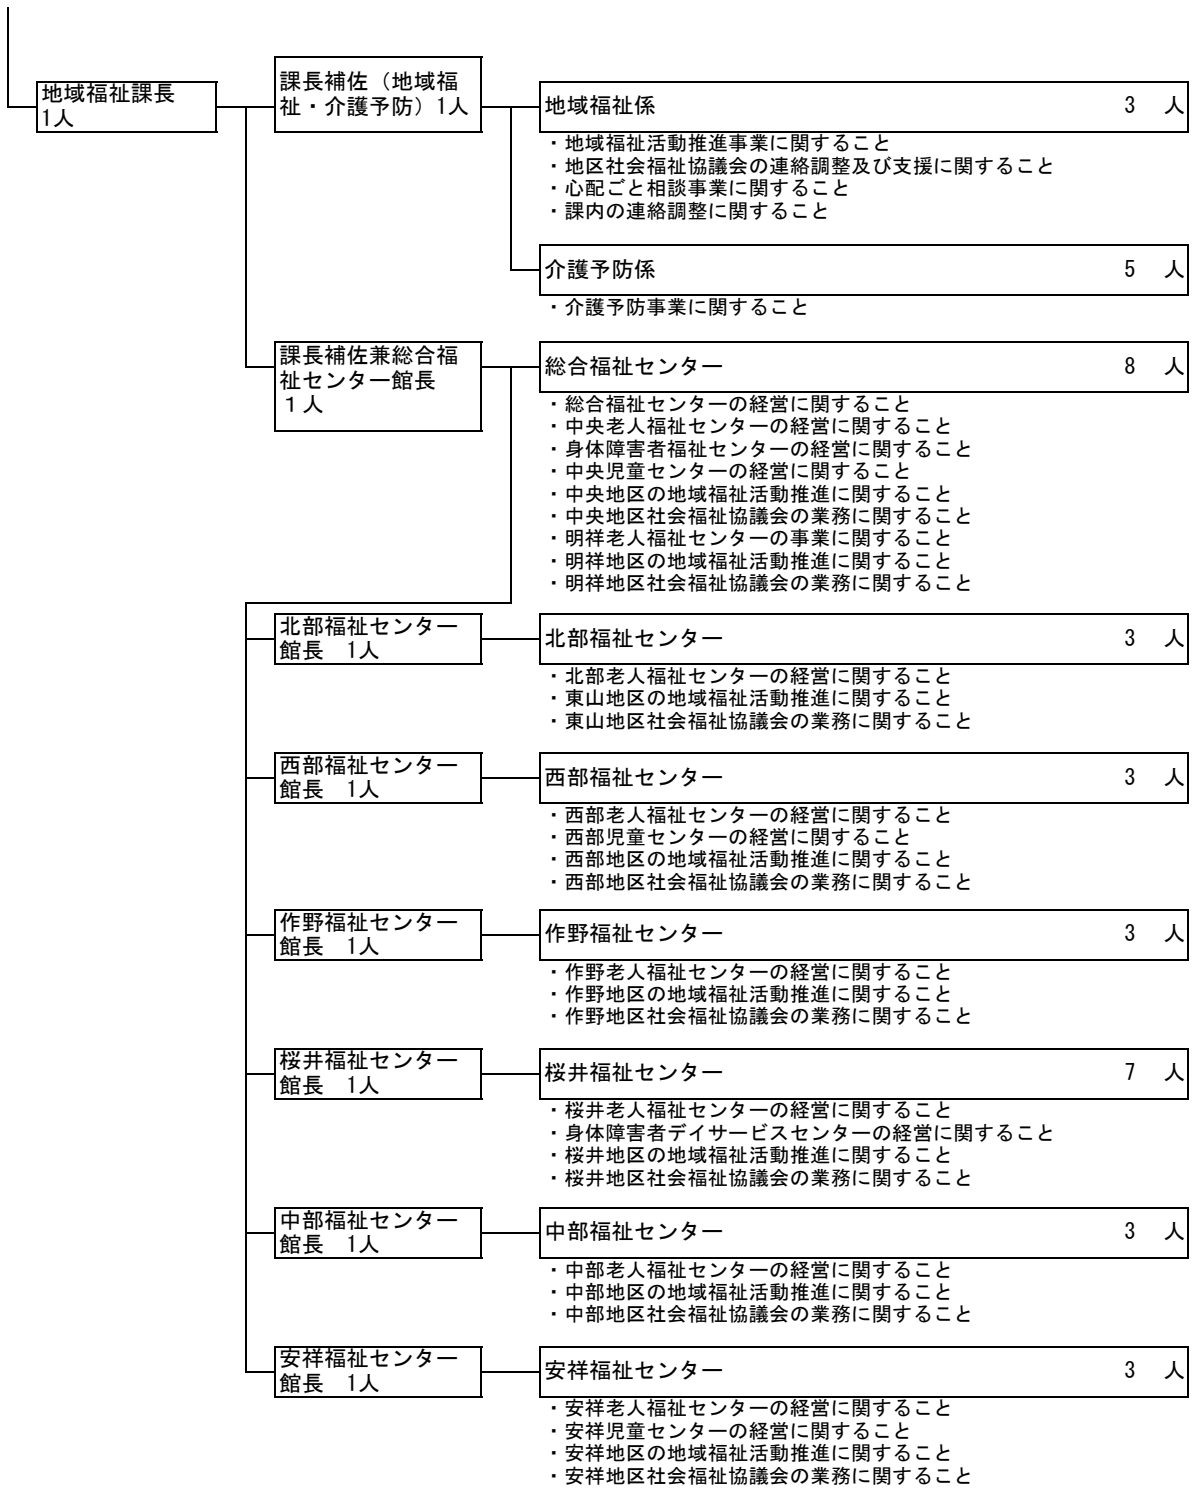 地域福祉課長
1人
課長補佐（地域福
祉・介護予防）1人
地域福祉係 3 人
・地域福祉活動推進事業に関すること
・地区社会福祉協議会の連絡調整及び支援に関すること
・心配ごと相談事業に関すること
・課内の連絡調整に関すること
介護予防係 5 人
・介護予防事業に関すること
課長補佐兼総合福
祉センター館長
１人
総合福祉センター 8 人
・総合福祉センターの経営に関すること
・中央老人福祉センターの経営に関すること
・身体障害者福祉センターの経営に関すること
・中央児童センターの経営に関すること
・中央地区の地域福祉活動推進に関すること
・中央地区社会福祉協議会の業務に関すること
・明祥老人福祉センターの事業に関すること
・明祥地区の地域福祉活動推進に関すること
・明祥地区社会福祉協議会の業務に関すること
北部福祉センター
館長　1人
北部福祉センター 3 人
・北部老人福祉センターの経営に関すること
・東山地区の地域福祉活動推進に関すること
・東山地区社会福祉協議会の業務に関すること
西部福祉センター
館長　1人
西部福祉センター 3 人
・西部老人福祉センターの経営に関すること
・西部児童センターの経営に関すること
・西部地区の地域福祉活動推進に関すること
・西部地区社会福祉協議会の業務に関すること
作野福祉センター
館長　1人
作野福祉センター 3 人
・作野老人福祉センターの経営に関すること
・作野地区の地域福祉活動推進に関すること
・作野地区社会福祉協議会の業務に関すること
桜井福祉センター
館長　1人
桜井福祉センター 7 人
・桜井老人福祉センターの経営に関すること
・身体障害者デイサービスセンターの経営に関すること
・桜井地区の地域福祉活動推進に関すること
・桜井地区社会福祉協議会の業務に関すること
中部福祉センター
館長　1人
中部福祉センター 3 人
・中部老人福祉センターの経営に関すること
・中部地区の地域福祉活動推進に関すること
・中部地区社会福祉協議会の業務に関すること
安祥福祉センター
館長　1人
安祥福祉センター 3 人
・安祥老人福祉センターの経営に関すること
・安祥児童センターの経営に関すること
・安祥地区の地域福祉活動推進に関すること
・安祥地区社会福祉協議会の業務に関すること